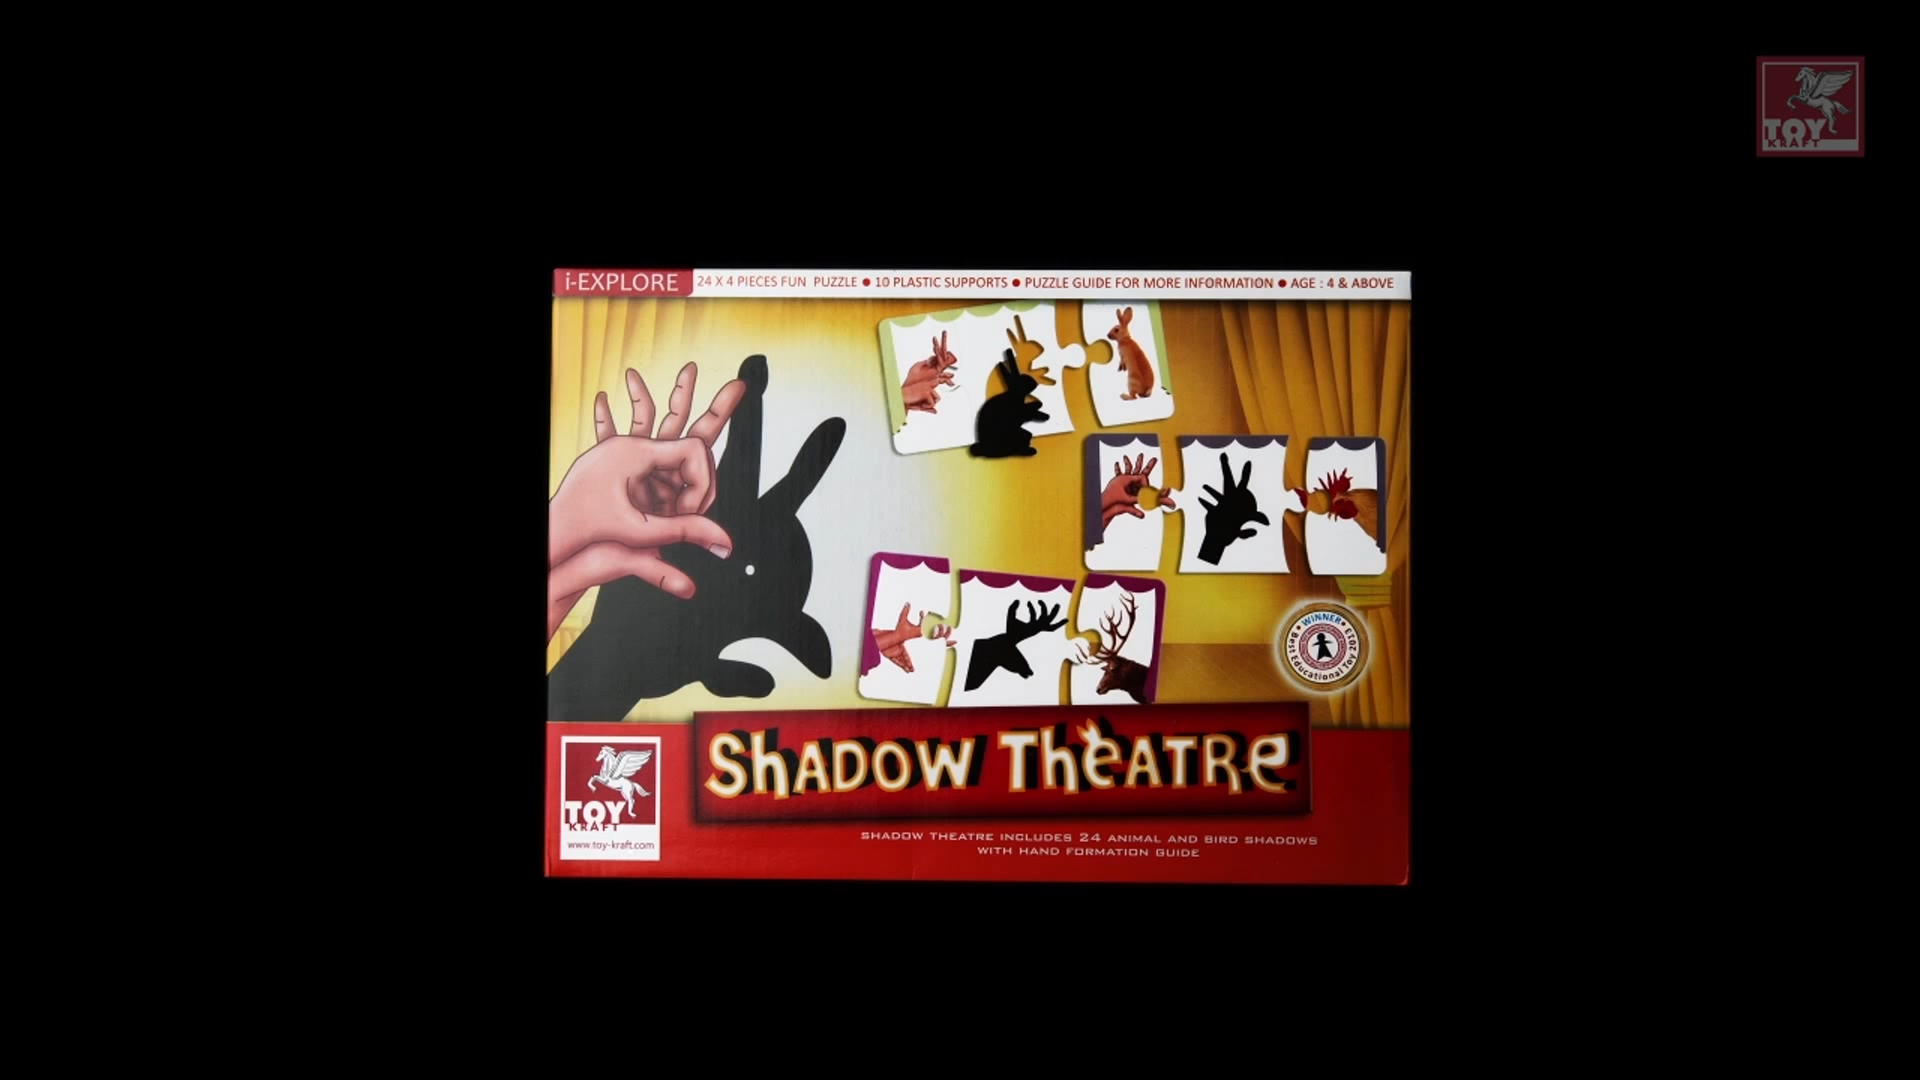 TOY
KRAFT
i-EXPLORE
24 X 4 PIECES FUN PUZZLE ● 10 PLASTIC SUPPORTS ● PUZZLE GUIDE FOR MORE INFORMATION ● AGE : 4 & ABOVE
WINNER
Best Educational Toy 2013
SHADOW THEATRE
TOY
KRAFT
www.toy-kraft.com
SHADOW THEATRE INCLUDES 24 ANIMAL AND BIRD SHADOWS
WITH HAND FORMATION GUIDE